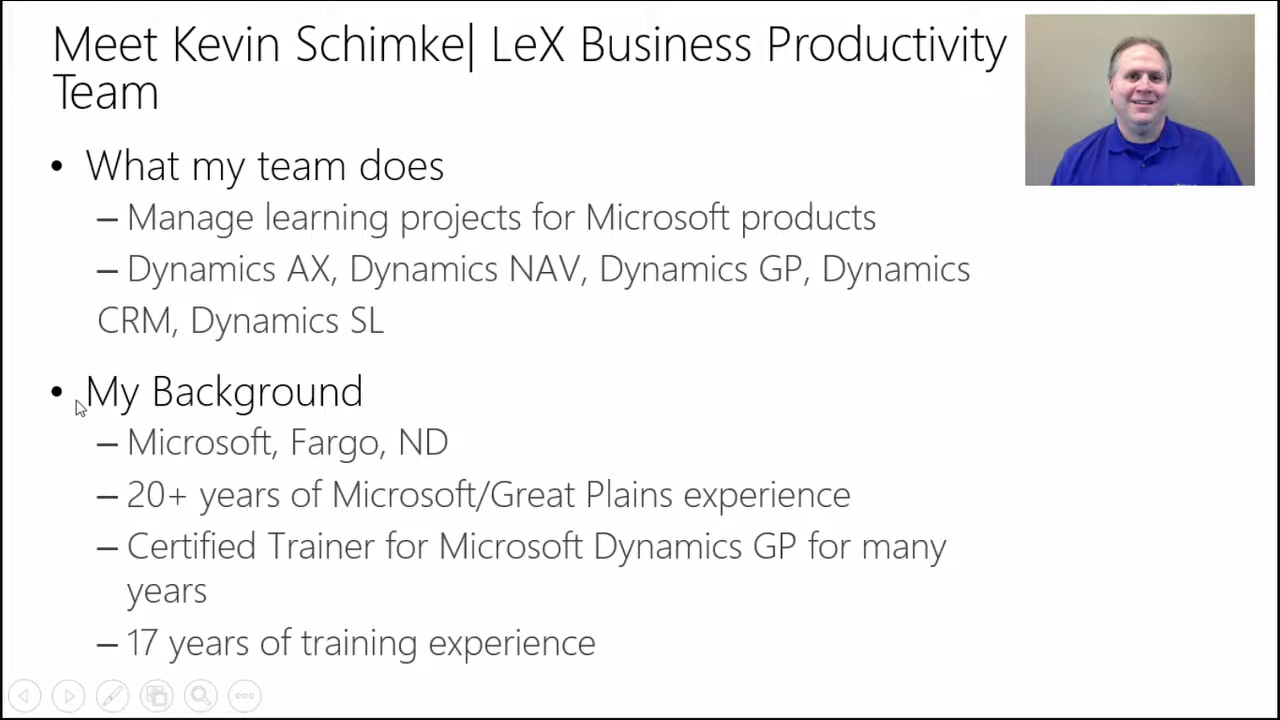 Meet Kevin Schimke| LeX Business Productivity
Team
• What my team does
– Manage learning projects for Microsoft products
– Dynamics AX, Dynamics NAV, Dynamics GP, Dynamics
CRM, Dynamics SL
• My Background
– Microsoft, Fargo, ND
– 20+ years of Microsoft/Great Plains experience
– Certified Trainer for Microsoft Dynamics GP for many
years
– 17 years of training experience